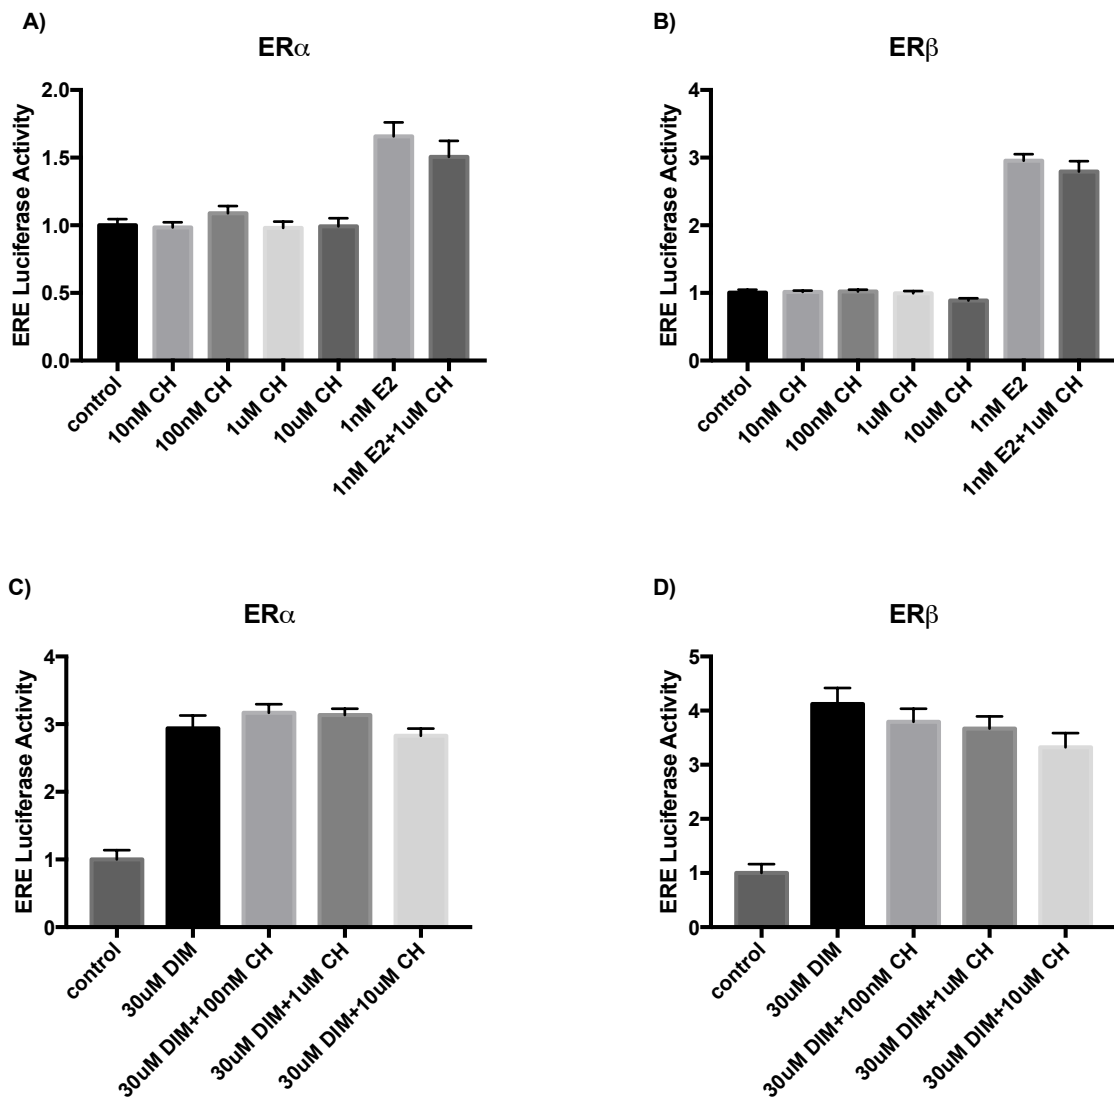 A)
ERα
ERE Luciferase Activity
2.0
1.5
1.0
0.5
0.0
control
10nM CH
100nM CH
1uM CH
10uM CH
1nM E2
1nM E2+1uM CH
B)
ERβ
ERE Luciferase Activity
4
3
2
1
0
control
10nM CH
100nM CH
1uM CH
10uM CH
1nM E2
1nM E2+1uM CH
C)
ERα
ERE Luciferase Activity
4
3
2
1
0
control
30uM DIM
30uM DIM+100nM CH
30uM DIM+1uM CH
30uM DIM+10uM CH
D)
ERβ
ERE Luciferase Activity
5
4
3
2
1
0
control
30uM DIM
30uM DIM+100nM CH
30uM DIM+1uM CH
30uM DIM+10uM CH